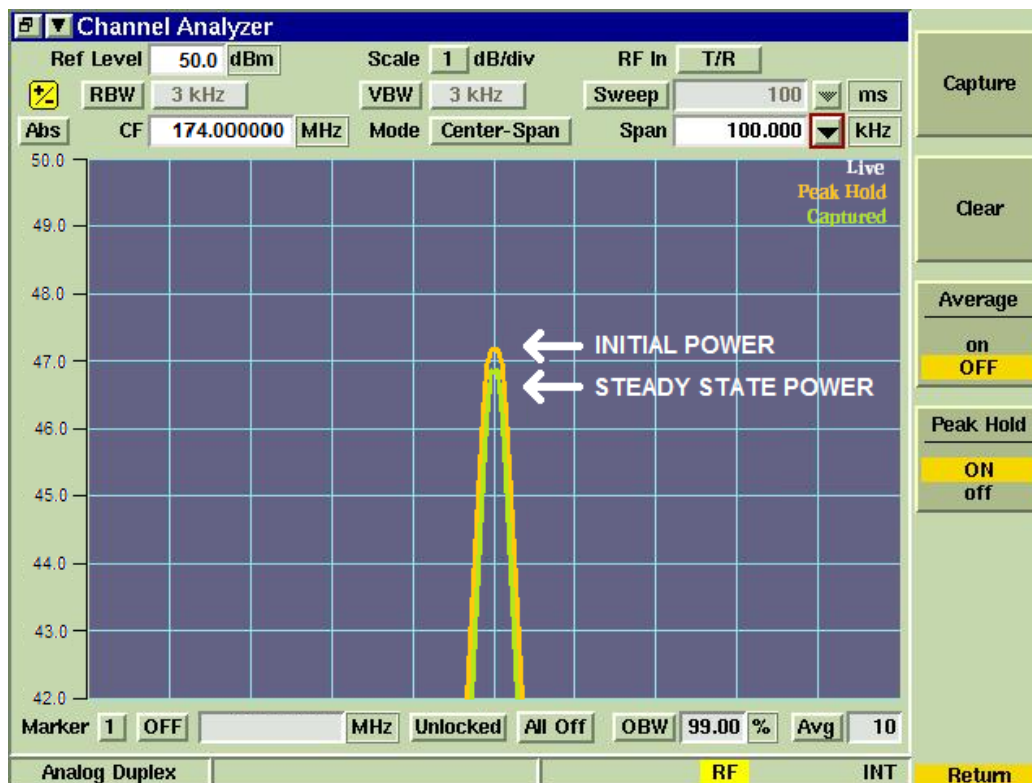 Channel Analyzer
Ref Level 50.0 dBm Scale 1 dB/div RF In T/R
RBW 3 kHz VBW 3 kHz Sweep 100 ms
Abs CF 174.000000 MHz Mode Center-Span Span 100.000 kHz
50.0
Live
Peak Hold
Captured
49.0
48.0
47.0
INITIAL POWER
STEADY STATE POWER
46.0
45.0
44.0
43.0
42.0
Marker 1 OFF MHz Unlocked All Off OBW 99.00 % Avg 10
Analog Duplex RF INT
Capture
Clear
Average
on
OFF
Peak Hold
ON
off
Return